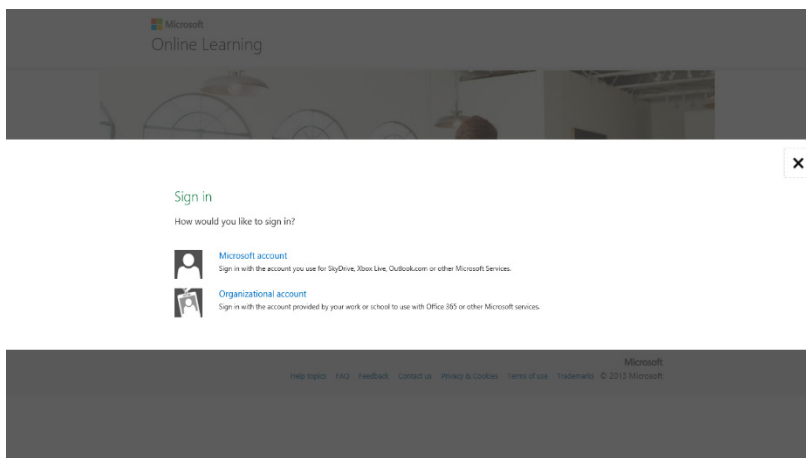 Microsoft
Online Learning
Sign in
How would you like to sign in?
Microsoft account
Sign in with the account you use for SkyDrive, Xbox Live, Outlook.com or other Microsoft Services.
Organizational account
Sign in with the account provided by your work or school to use with Office 365 or other Microsoft services.
Microsoft
Help topics FAQ Feedback Contact us Privacy & Cookies Terms of use Trademarks © 2013 Microsoft